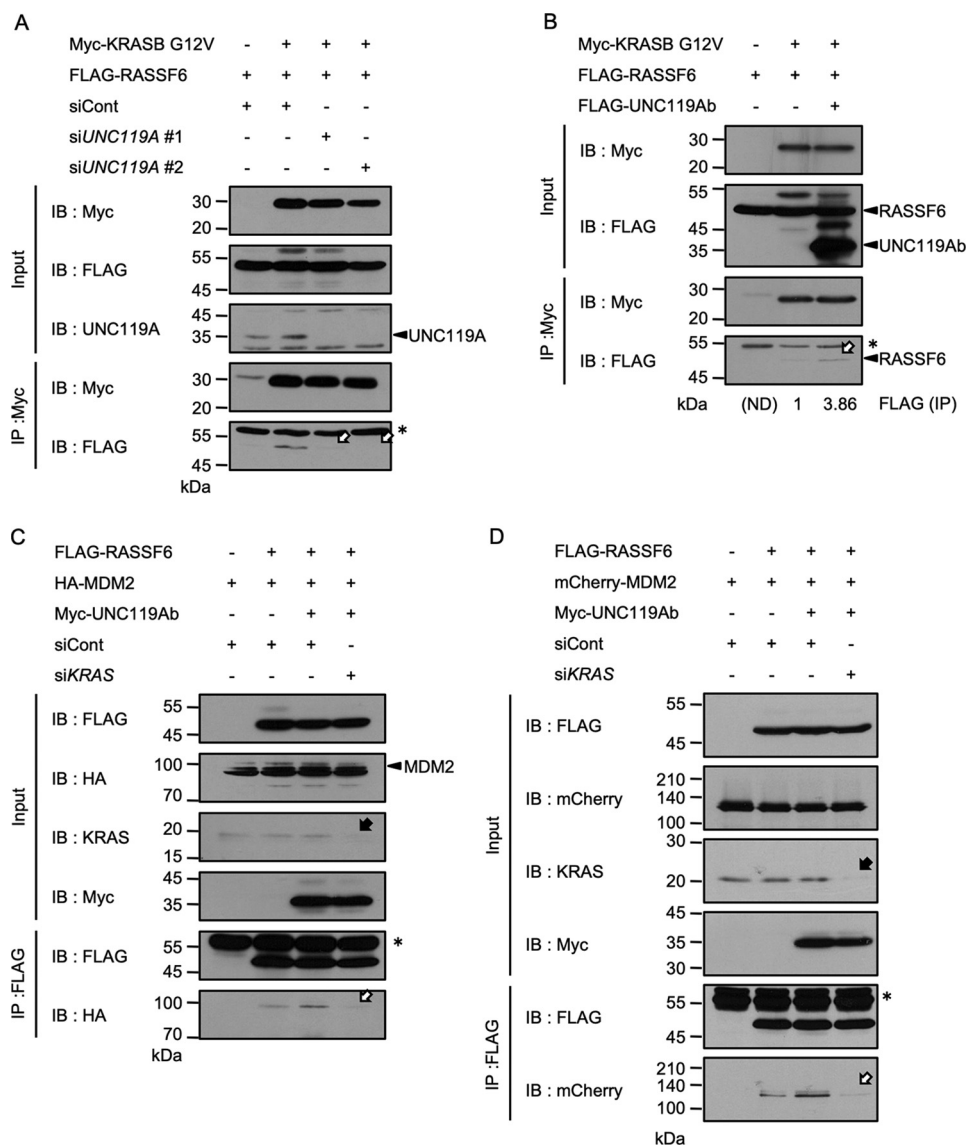 A
Myc-KRASB G12V - + + +
FLAG-RASSF6 + + + +
siCont + + - -
siUNC119A #1 - - + -
siUNC119A #2 - - - +
Input
IB : Myc 30 20
IB : FLAG 55 45
IB : UNC119A 45 35 UNC119A
IP :Myc
IB : Myc 30 20
IB : FLAG 55 45 *
kDa
B
Myc-KRASB G12V - + +
FLAG-RASSF6 + + +
FLAG-UNC119Ab - - +
Input
IB : Myc 30 20
IB : FLAG 55 45 35 RASSF6 UNC119Ab
IP :Myc
IB : Myc 30 20
IB : FLAG 55 45 * RASSF6
kDa (ND) 1 3.86 FLAG (IP)
C
FLAG-RASSF6 - + + +
HA-MDM2 + + + +
Myc-UNC119Ab - - + +
siCont + + + -
siKRAS - - - +
Input
IB : FLAG 55 45
IB : HA 100 70 MDM2
IB : KRAS 20 15
IB : Myc 45 35
IP :FLAG
IB : FLAG 55 45 *
IB : HA 100 70
kDa
D
FLAG-RASSF6 - + + +
mCherry-MDM2 + + + +
Myc-UNC119Ab - - + +
siCont + + + -
siKRAS - - - +
Input
IB : FLAG 55 45
IB : mCherry 210 140 100
IB : KRAS 30 20
IB : Myc 45 35 30
IP :FLAG
IB : FLAG 55 45 *
IB : mCherry 210 140 100
kDa